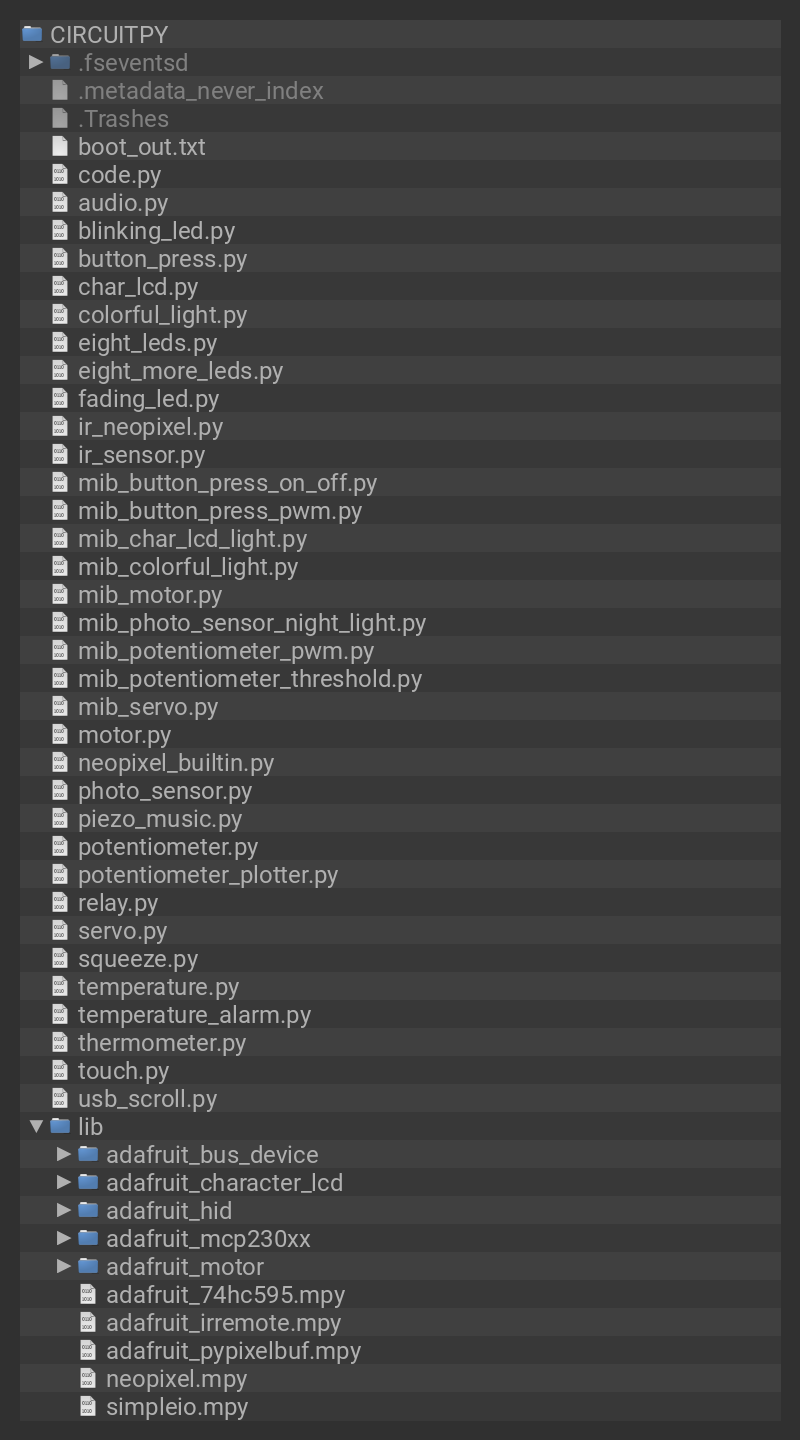 CIRCUITPY
.fseventsd
.metadata_never_index
.Trashes
boot_out.txt
code.py
audio.py
blinking_led.py
button_press.py
char_lcd.py
colorful_light.py
eight_leds.py
eight_more_leds.py
fading_led.py
ir_neopixel.py
ir_sensor.py
mib_button_press_on_off.py
mib_button_press_pwm.py
mib_char_lcd_light.py
mib_colorful_light.py
mib_motor.py
mib_photo_sensor_night_light.py
mib_potentiometer_pwm.py
mib_potentiometer_threshold.py
mib_servo.py
motor.py
neopixel_builtin.py
photo_sensor.py
piezo_music.py
potentiometer.py
potentiometer_plotter.py
relay.py
servo.py
squeeze.py
temperature.py
temperature_alarm.py
thermometer.py
touch.py
usb_scroll.py
lib
adafruit_bus_device
adafruit_character_lcd
adafruit_hid
adafruit_mcp230xx
adafruit_motor
adafruit_74hc595.mpy
adafruit_irremote.mpy
adafruit_pypixelbuf.mpy
neopixel.mpy
simpleio.mpy